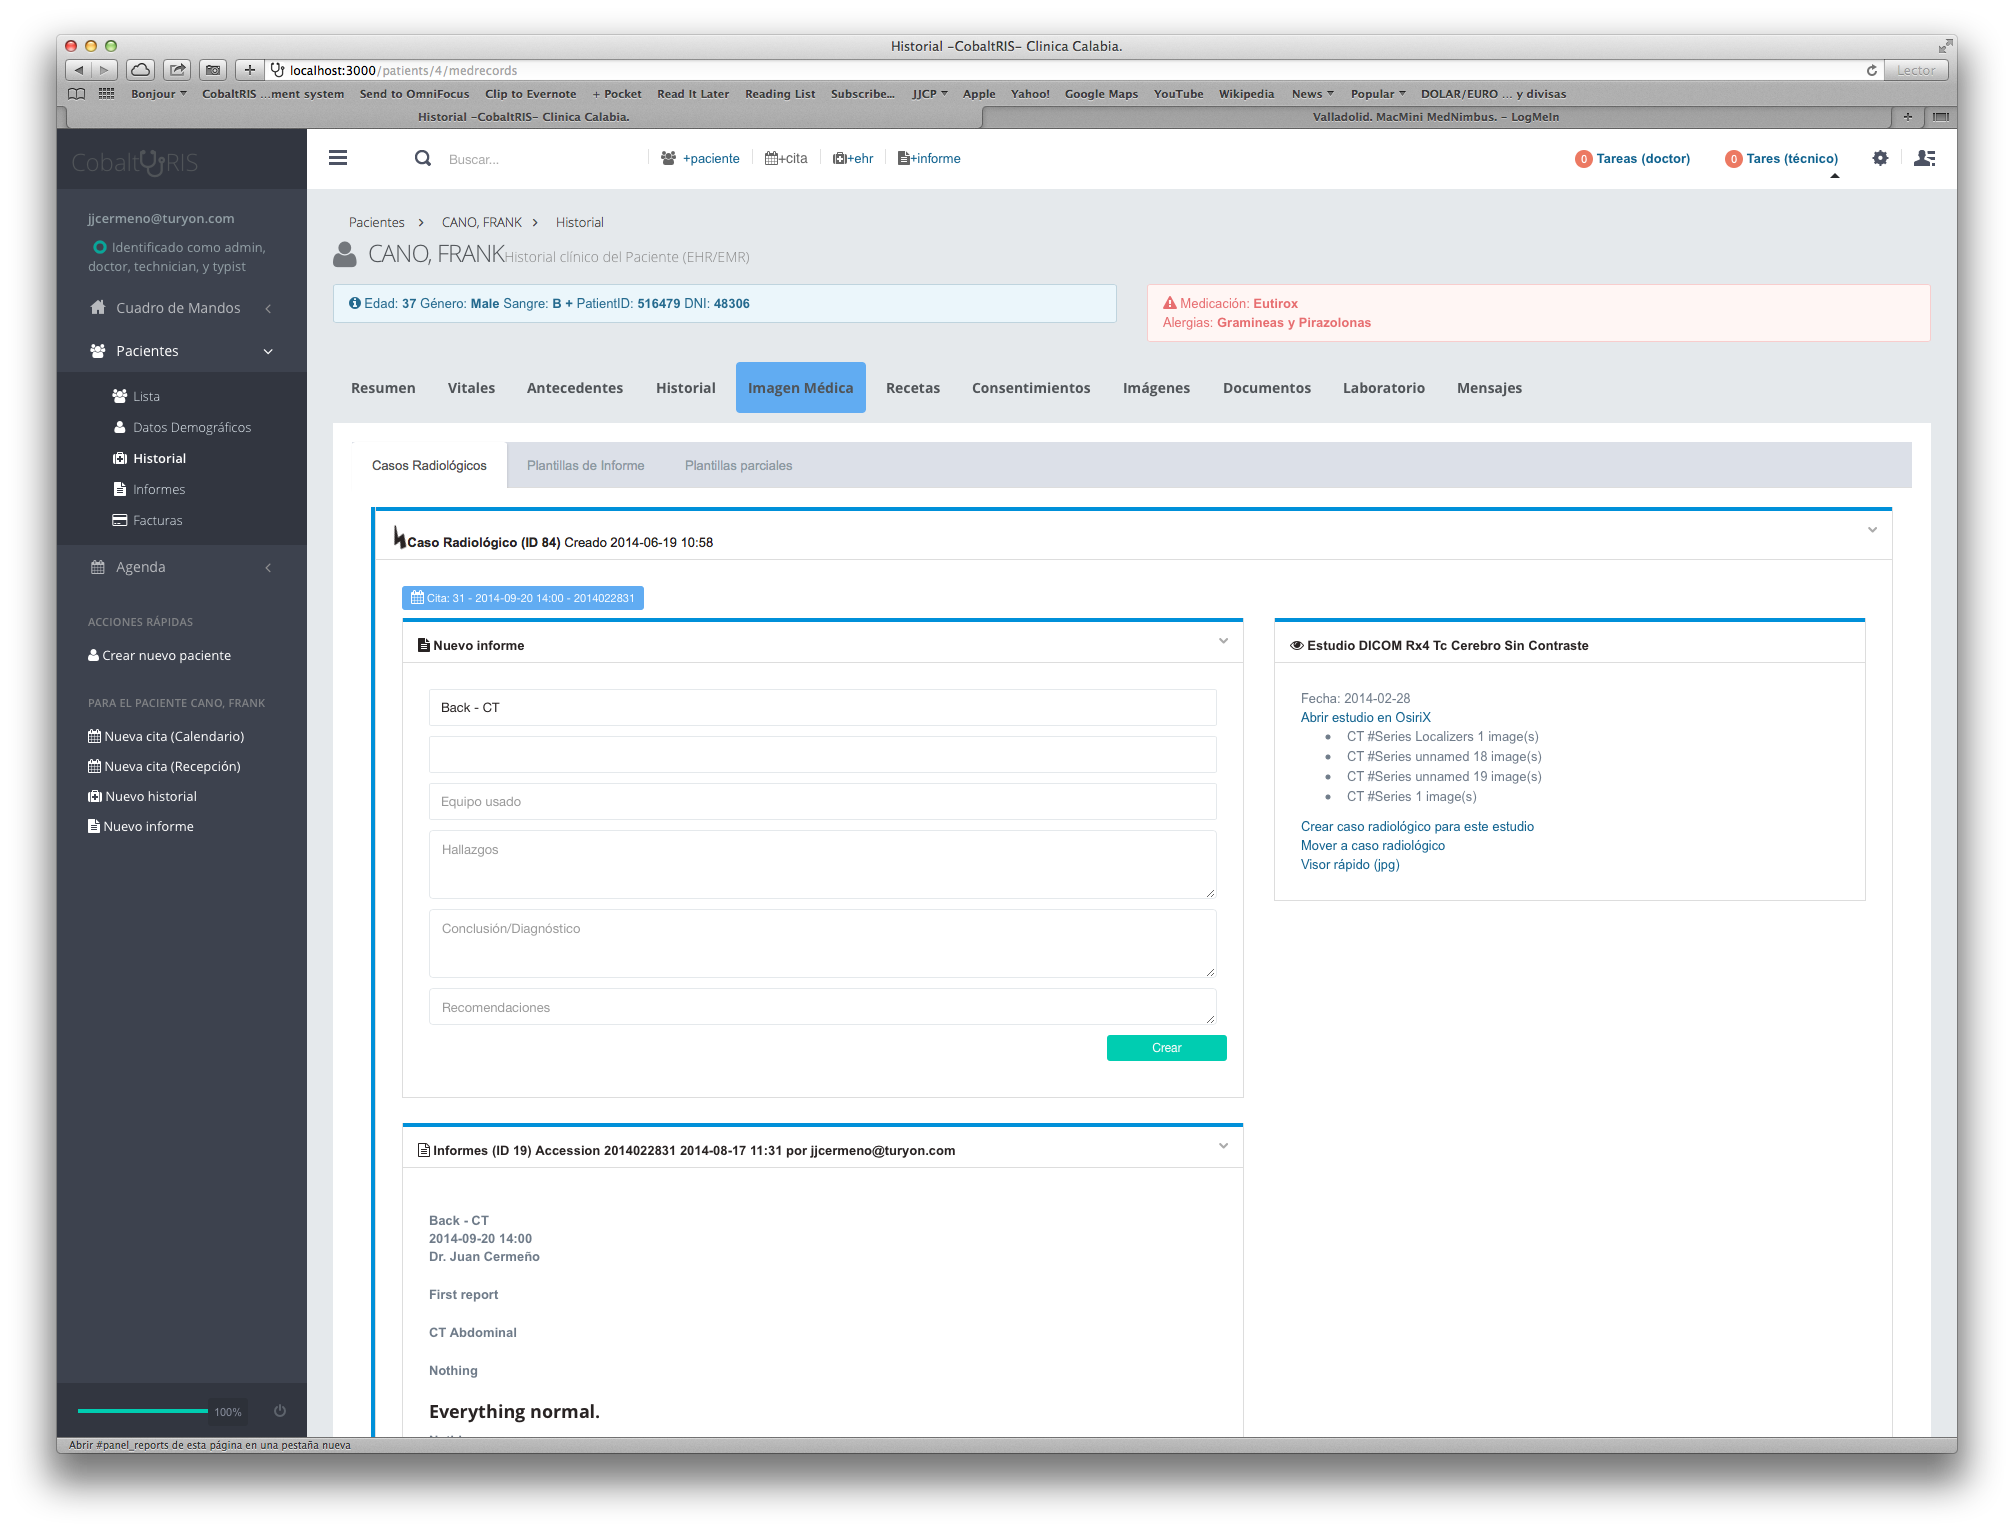 Historial –CobaltRIS– Clinica Calabia.
localhost:3000/patients/4/medrecords
Lector
Bonjour
CobaltRIS ...ment system
Send to OmniFocus
Clip to Evernote
+ Pocket
Read It Later
Reading List
Subscribe...
JJCP
Apple
Yahoo!
Google Maps
YouTube
Wikipedia
News
Popular
DOLAR/EURO ... y divisas
Historial –CobaltRIS– Clinica Calabia.
Valladolid. MacMini MedNimbus. – LogMeIn
CobaltRIS
Buscar...
+paciente
+cita
+ehr
+informe
0 Tareas (doctor)
0 Tares (técnico)
jjcermeno@turyon.com
Identificado como admin,
doctor, technician, y typist
Cuadro de Mandos
Pacientes
Lista
Datos Demográficos
Historial
Informes
Facturas
Agenda
ACCIONES RÁPIDAS
Crear nuevo paciente
PARA EL PACIENTE CANO, FRANK
Nueva cita (Calendario)
Nueva cita (Recepción)
Nuevo historial
Nuevo informe
100%
Pacientes > CANO, FRANK > Historial
CANO, FRANK Historial clínico del Paciente (EHR/EMR)
Edad: 37 Género: Male Sangre: B + PatientID: 516479 DNI: 48306
Medicación: Eutirox
Alergias: Gramineas y Pirazolonas
Resumen
Vitales
Antecedentes
Historial
Imagen Médica
Recetas
Consentimientos
Imágenes
Documentos
Laboratorio
Mensajes
Casos Radiológicos
Plantillas de Informe
Plantillas parciales
Caso Radiológico (ID 84) Creado 2014-06-19 10:58
Cita: 31 - 2014-09-20 14:00 - 2014022831
Nuevo informe
Back - CT
Equipo usado
Hallazgos
Conclusión/Diagnóstico
Recomendaciones
Crear
Estudio DICOM Rx4 Tc Cerebro Sin Contraste
Fecha: 2014-02-28
Abrir estudio en OsiriX
• CT #Series Localizers 1 image(s)
• CT #Series unnamed 18 image(s)
• CT #Series unnamed 19 image(s)
• CT #Series 1 image(s)
Crear caso radiológico para este estudio
Mover a caso radiológico
Visor rápido (jpg)
Informes (ID 19) Accession 2014022831 2014-08-17 11:31 por jjcermeno@turyon.com
Back - CT
2014-09-20 14:00
Dr. Juan Cermeño
First report
CT Abdominal
Nothing
Everything normal.
Abrir #panel_reports de esta página en una pestaña nueva